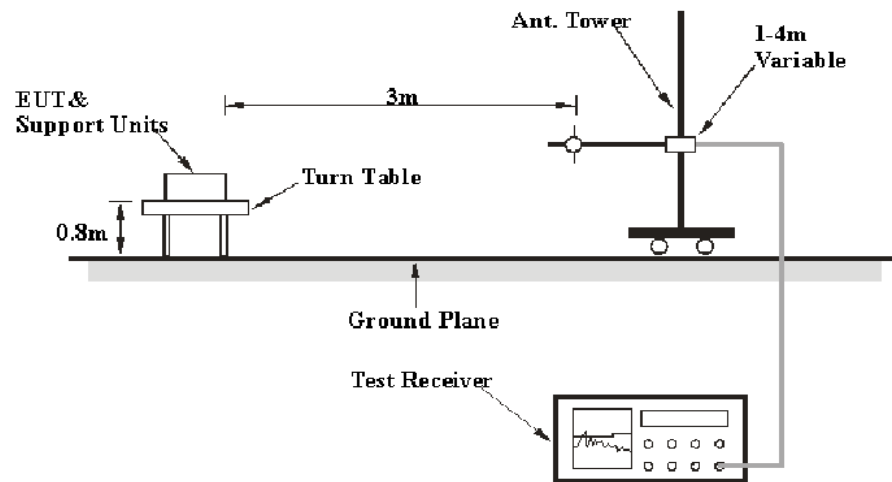 Ant. Tower
1-4m
Variable
3m
EUT&
Support Units
Turn Table
0.8m
Ground Plane
Test Receiver